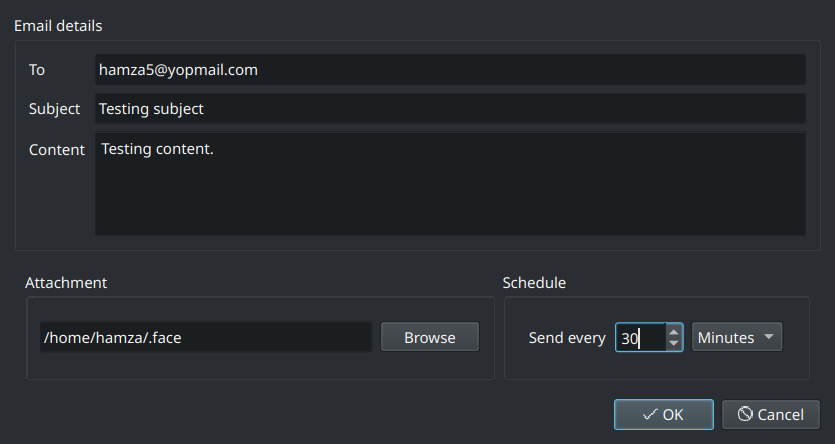 Email details
To hamza5@yopmail.com
Subject Testing subject
Content Testing content.
Attachment
/home/hamza/.face Browse
Schedule
Send every 30 Minutes
OK Cancel